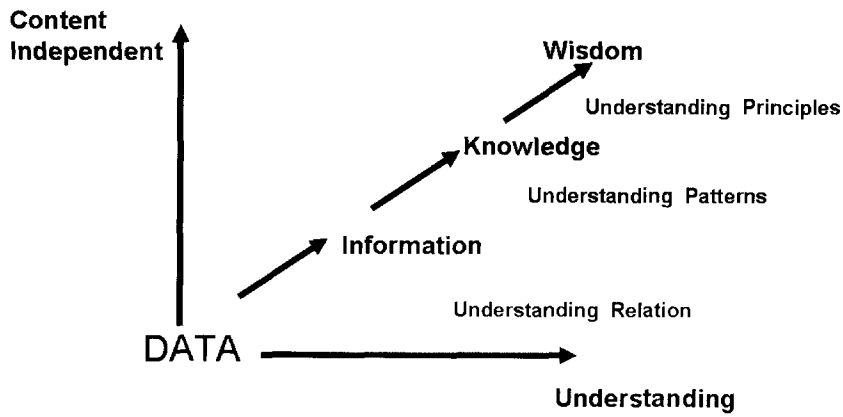 Content
Independent
Wisdom
Understanding Principles
Knowledge
Understanding Patterns
Information
Understanding Relation
DATA
Understanding